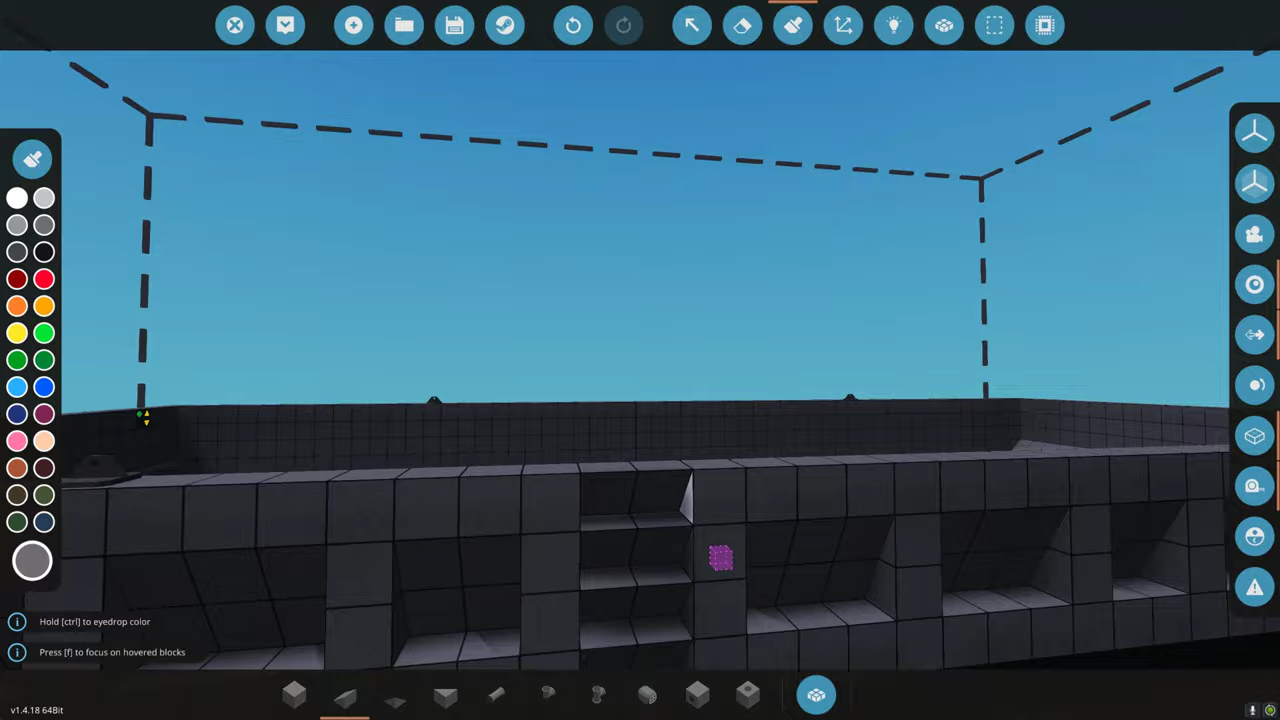 Hold [ctrl] to eyedrop color
Press [f] to focus on hovered blocks
v1.4.18 64Bit